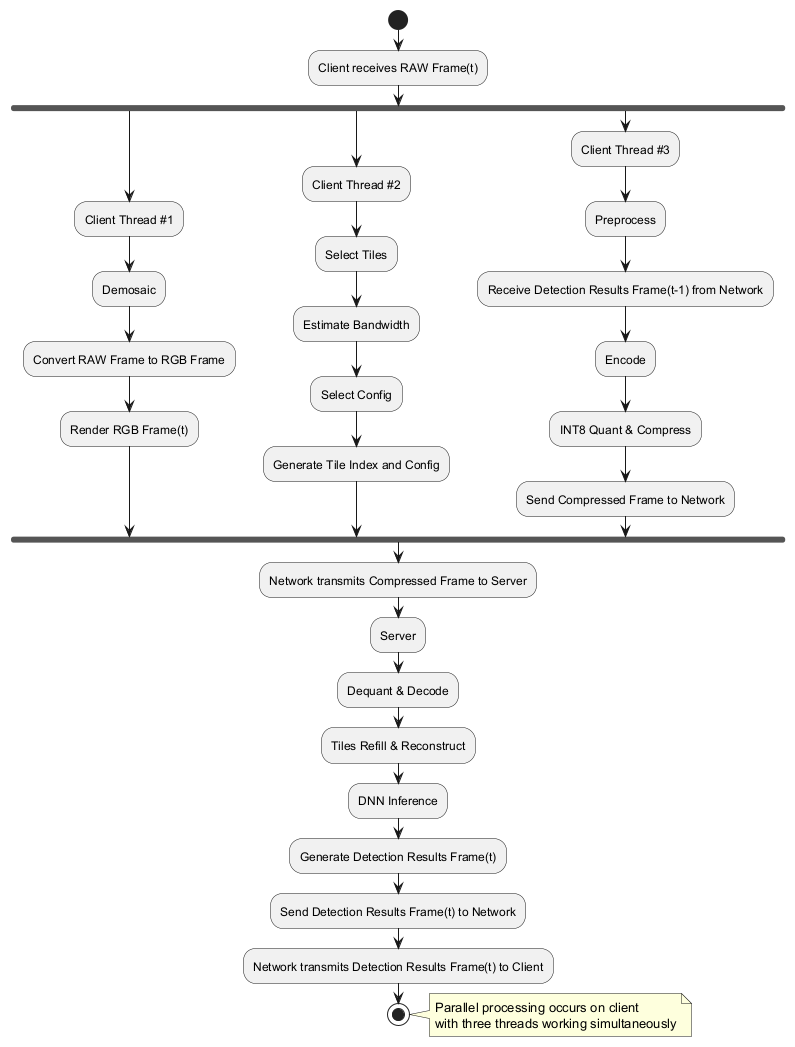 Client receives RAW Frame(t)
Client Thread #1
Demosaic
Convert RAW Frame to RGB Frame
Render RGB Frame(t)
Client Thread #2
Select Tiles
Estimate Bandwidth
Select Config
Generate Tile Index and Config
Client Thread #3
Preprocess
Receive Detection Results Frame(t-1) from Network
Encode
INT8 Quant & Compress
Send Compressed Frame to Network
Network transmits Compressed Frame to Server
Server
Dequant & Decode
Tiles Refill & Reconstruct
DNN Inference
Generate Detection Results Frame(t)
Send Detection Results Frame(t) to Network
Network transmits Detection Results Frame(t) to Client
Parallel processing occurs on client
with three threads working simultaneously